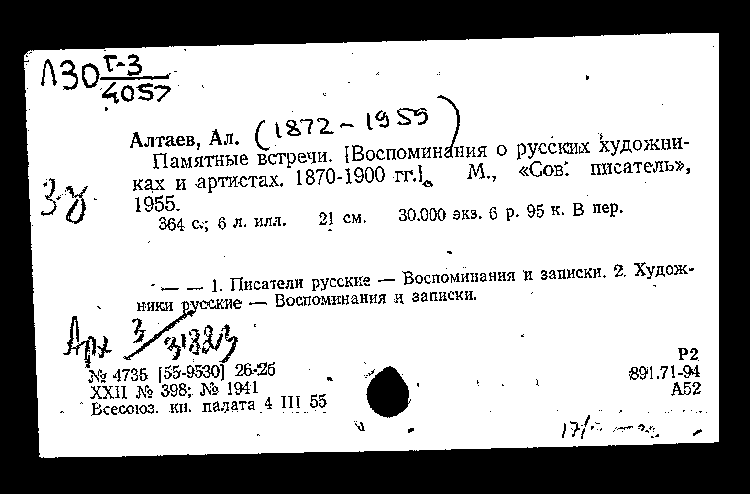 Л30 Г-3
4057
Алтаев, Ал. (1872-1959)
Памятные встречи. [Воспоминания о русских художни-
ках и артистах. 1870-1900 гг.]. М., «Сов. писатель»,
1955.
364 с.; 6 л. илл. 21 см. 30.000 экз. 6 р. 95 к. В пер.
— — 1. Писатели русские — Воспоминания и записки. 2. Худож-
ники русские — Воспоминания и записки.
Арх 3/31883
№ 4735 [55-9530] 26-25
XXII № 398; № 1941
Всесоюз. кн. палата 4 III 55
Р2
891.71-94
А52